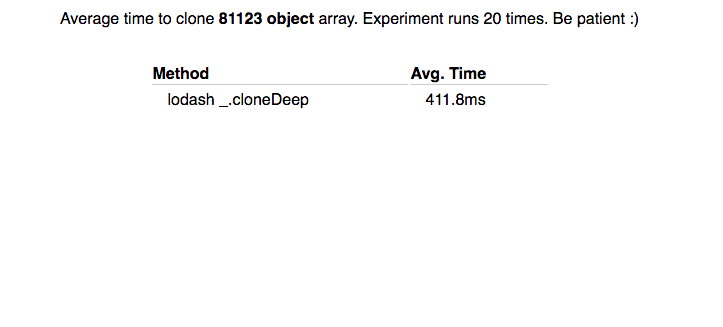 Average time to clone 81123 object array. Experiment runs 20 times. Be patient :)
Method Avg. Time
lodash _.cloneDeep 411.8ms